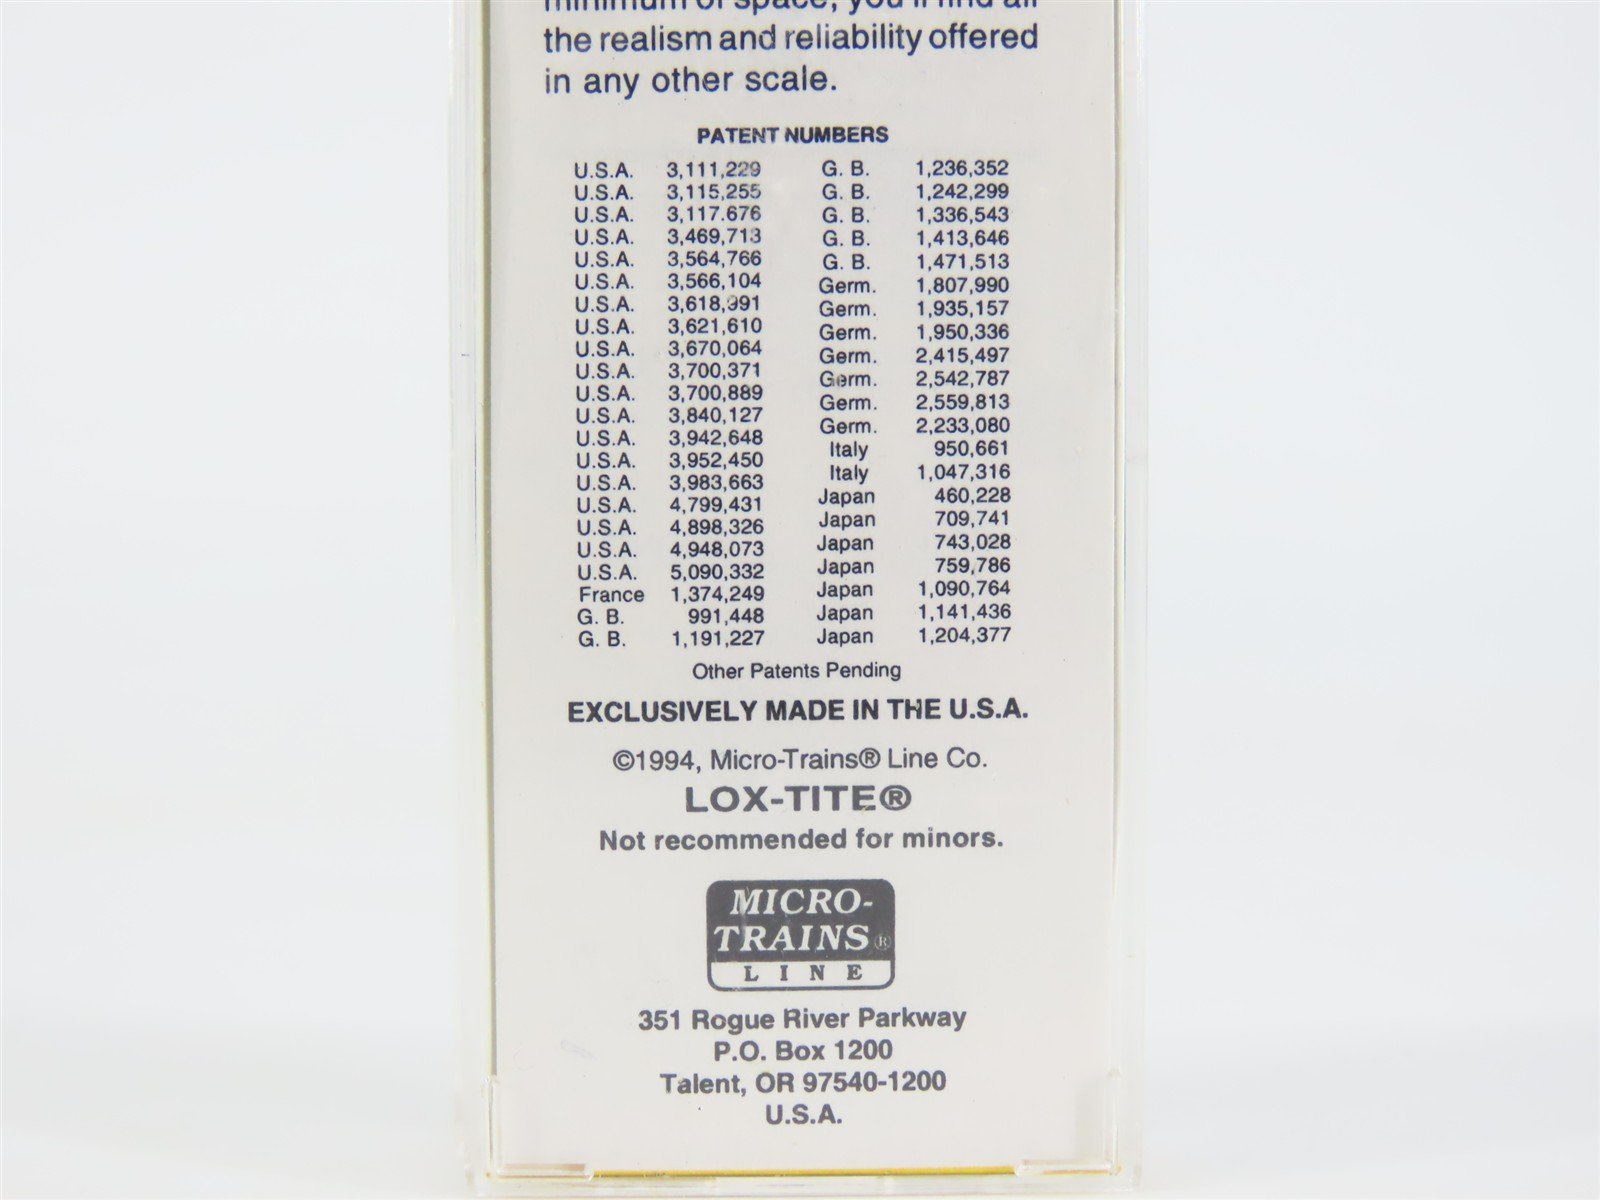 minimum of space, you'll find all
the realism and reliability offered
in any other scale.
PATENT NUMBERS
U.S.A. 3,111,229 G. B. 1,236,352
U.S.A. 3,115,255 G. B. 1,242,299
U.S.A. 3,117.676 G. B. 1,336,543
U.S.A. 3,469,713 G. B. 1,413,646
U.S.A. 3,564,766 G. B. 1,471,513
U.S.A. 3,566,104 Germ. 1,807,990
U.S.A. 3,618,991 Germ. 1,935,157
U.S.A. 3,621,610 Germ. 1,950,336
U.S.A. 3,670,064 Germ. 2,415,497
U.S.A. 3,700,371 Germ. 2,542,787
U.S.A. 3,700,889 Germ. 2,559,813
U.S.A. 3,840,127 Germ. 2,233,080
U.S.A. 3,942,648 Italy 950,661
U.S.A. 3,952,450 Italy 1,047,316
U.S.A. 3,983,663 Japan 460,228
U.S.A. 4,799,431 Japan 709,741
U.S.A. 4,898,326 Japan 743,028
U.S.A. 4,948,073 Japan 759,786
U.S.A. 5,090,332 Japan 1,090,764
France 1,374,249 Japan 1,141,436
G. B. 991,448 Japan 1,204,377
G. B. 1,191,227
Other Patents Pending
EXCLUSIVELY MADE IN THE U.S.A.
©1994, Micro-Trains® Line Co.
LOX-TITE®
Not recommended for minors.
MICRO-
TRAINS®
LINE
351 Rogue River Parkway
P.O. Box 1200
Talent, OR 97540-1200
U.S.A.